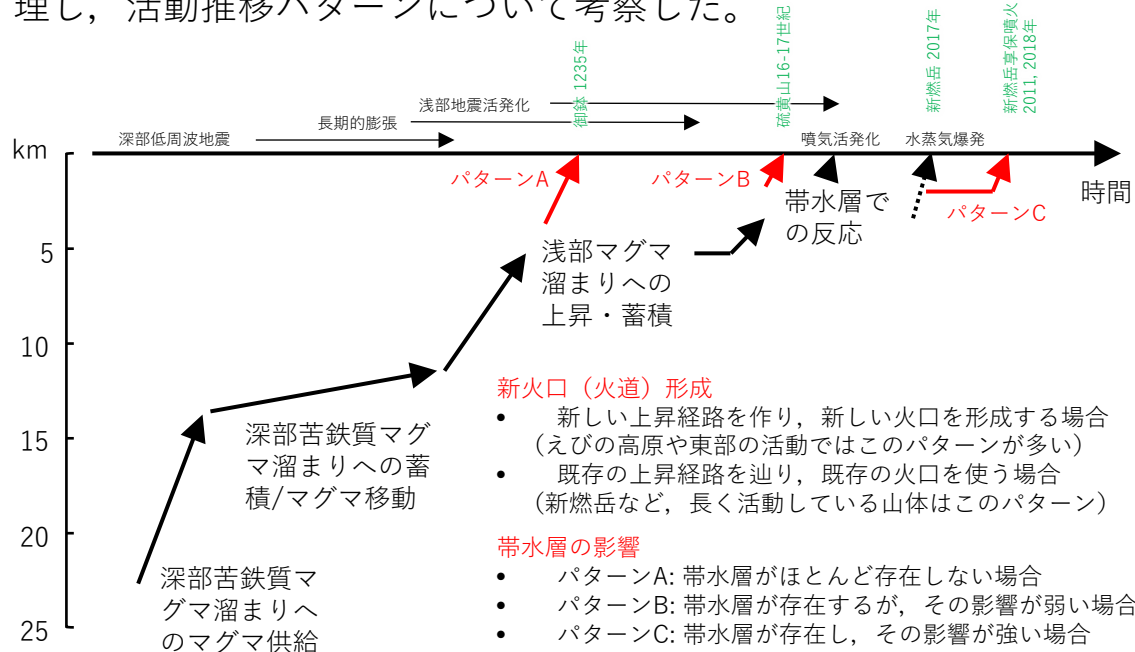 理し，活動推移パターンについて考察した。
御鉢 1235年
硫黄山16-17世紀
新燃岳 2017年
新燃岳享保噴火
2011, 2018年
浅部地震活発化
長期的膨張
深部低周波地震
噴気活発化
水蒸気爆発
km
時間
パターンA
パターンB
パターンC
帯水層で
の反応
5
浅部マグマ
溜まりへの
上昇・蓄積
10
新火口（火道）形成
• 新しい上昇経路を作り，新しい火口を形成する場合
（えびの高原や東部の活動ではこのパターンが多い）
• 既存の上昇経路を辿り，既存の火口を使う場合
（新燃岳など，長く活動している山体はこのパターン）
15
深部苦鉄質マグ
マ溜まりへの蓄
積/マグマ移動
20
帯水層の影響
• パターンA: 帯水層がほとんど存在しない場合
• パターンB: 帯水層が存在するが，その影響が弱い場合
• パターンC: 帯水層が存在し，その影響が強い場合
深部苦鉄質マ
グマ溜まりへ
のマグマ供給
25